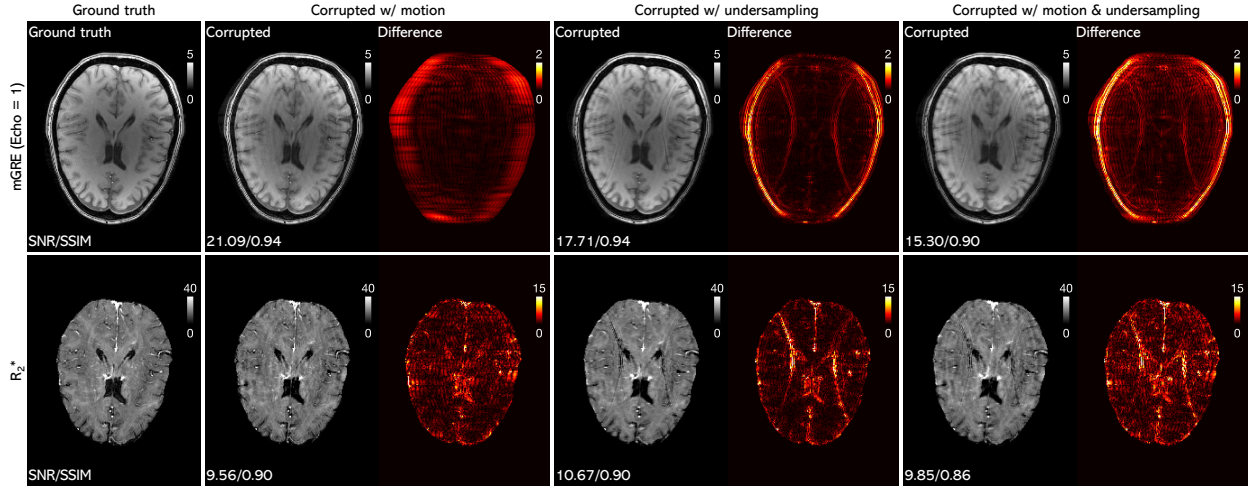 Ground truth
Corrupted w/ motion
Corrupted w/ undersampling
Corrupted w/ motion & undersampling
mGRE (Echo = 1)
Ground truth
5
0
SNR/SSIM
Corrupted
5
0
21.09/0.94
Difference
2
0
Corrupted
5
0
17.71/0.94
Difference
2
0
Corrupted
5
0
15.30/0.90
Difference
2
0
R2*
40
0
SNR/SSIM
40
0
9.56/0.90
15
0
40
0
10.67/0.90
15
0
40
0
9.85/0.86
15
0